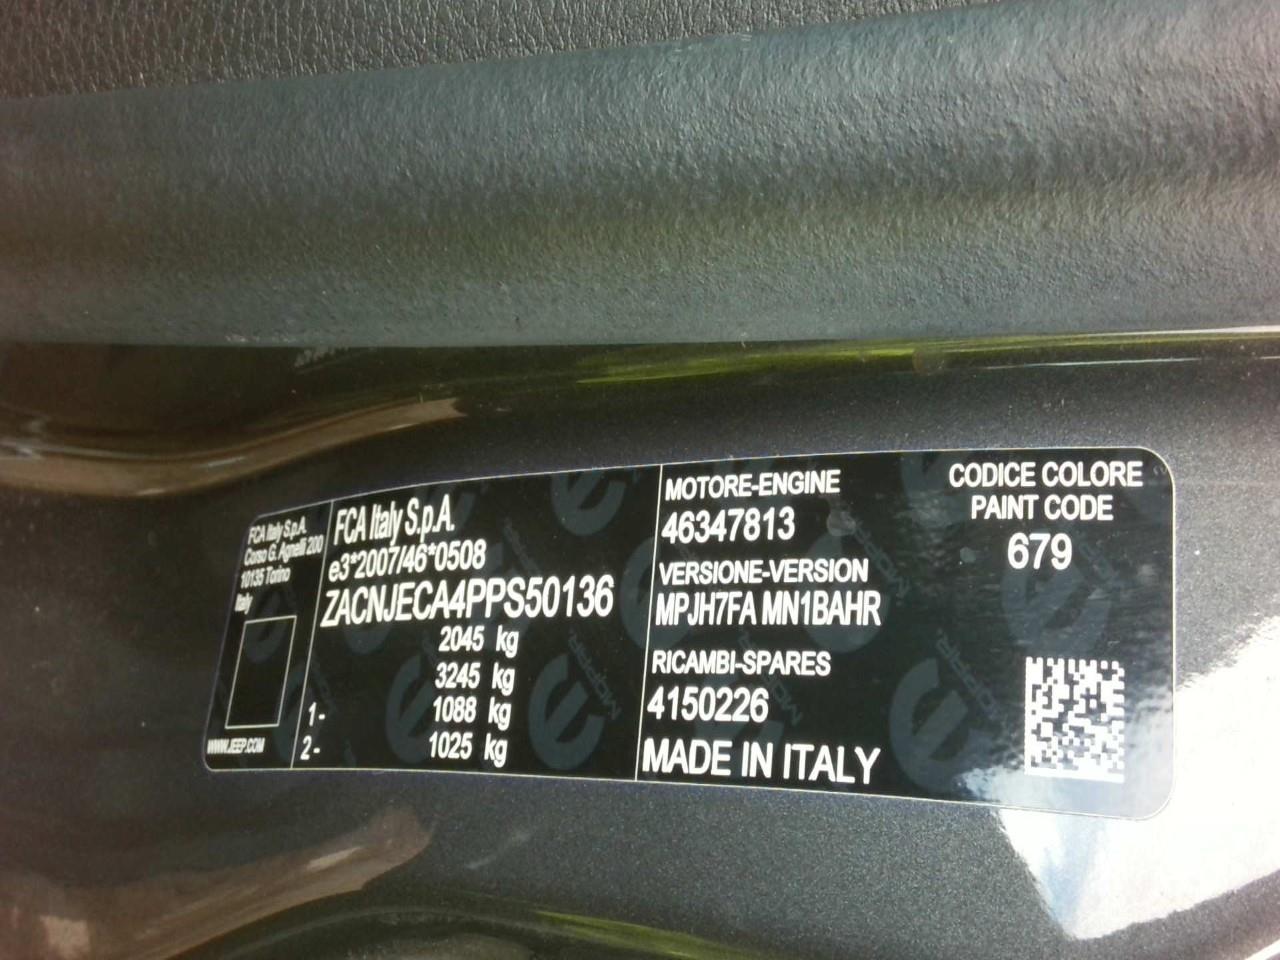 FCA Italy S.p.A.
Corso G. Agnelli 200
10135 Torino
Italy
WWW.JEEP.COM
FCA Italy S.p.A.
e3*2007/46*0508
ZACNJECA4PPS50136
2045 kg
3245 kg
1- 1088 kg
2- 1025 kg
MOTORE-ENGINE
46347813
VERSIONE-VERSION
MPJH7FA MN1BAHR
RICAMBI-SPARES
4150226
MADE IN ITALY
CODICE COLORE
PAINT CODE
679
MOPAR